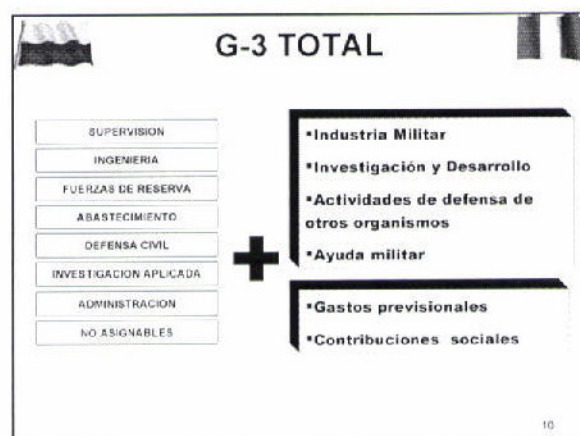 G-3 TOTAL
SUPERVISION
INGENIERIA
FUERZAS DE RESERVA
ABASTECIMIENTO
DEFENSA CIVIL
INVESTIGACION APLICADA
ADMINISTRACION
NO ASIGNABLES
▪Industria Militar
▪Investigación y Desarrollo
▪Actividades de defensa de
otros organismos
▪Ayuda militar
▪Gastos previsionales
▪Contribuciones sociales
10